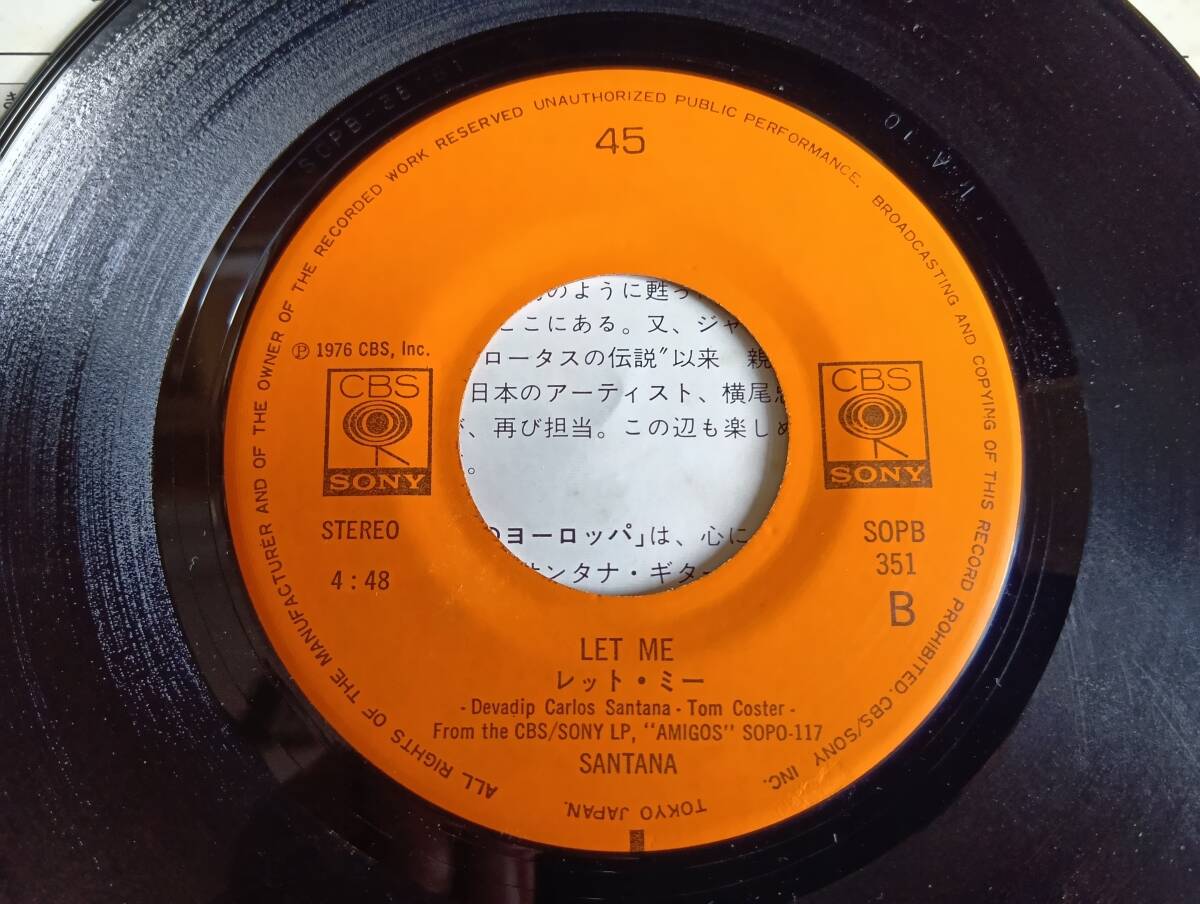 45
ALL RIGHTS OF THE MANUFACTURER AND OF THE OWNER OF THE RECORDED WORK RESERVED UNAUTHORIZED PUBLIC PERFORMANCE, BROADCASTING AND COPYING OF THIS RECORD PROHIBITED. CBS/SONY INC. TOKYO JAPAN.
Ⓟ 1976 CBS, Inc.
CBS
SONY
CBS
SONY
STEREO
4:48
SOPB
351
B
のように甦っ
ここにある。又、ジャ
ロータスの伝説〟以来 親
日本のアーティスト、横尾
、再び担当。この辺も楽しめ
。
のヨーロッパ」は、心に
サンタナ・ギター
LET ME
レット・ミー
- Devadip Carlos Santana - Tom Coster -
From the CBS/SONY LP, "AMIGOS" SOPO-117
SANTANA